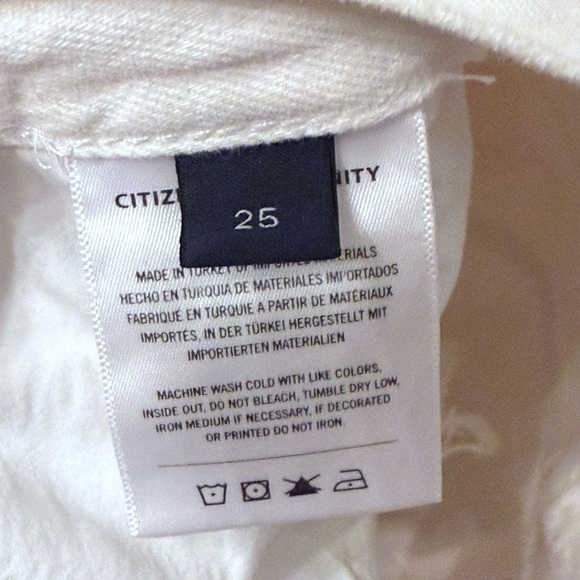 CITIZ NITY
25
MADE IN TURKEY OF IMPORTED MATERIALS
HECHO EN TURQUIA DE MATERIALES IMPORTADOS
FABRIQUÉ EN TURQUIE A PARTIR DE MATÉRIAUX
IMPORTÉS, IN DER TÜRKEI HERGESTELLT MIT
IMPORTIERTEN MATERIALIEN
MACHINE WASH COLD WITH LIKE COLORS,
INSIDE OUT, DO NOT BLEACH, TUMBLE DRY LOW,
IRON MEDIUM IF NECESSARY, IF DECORATED
OR PRINTED DO NOT IRON.